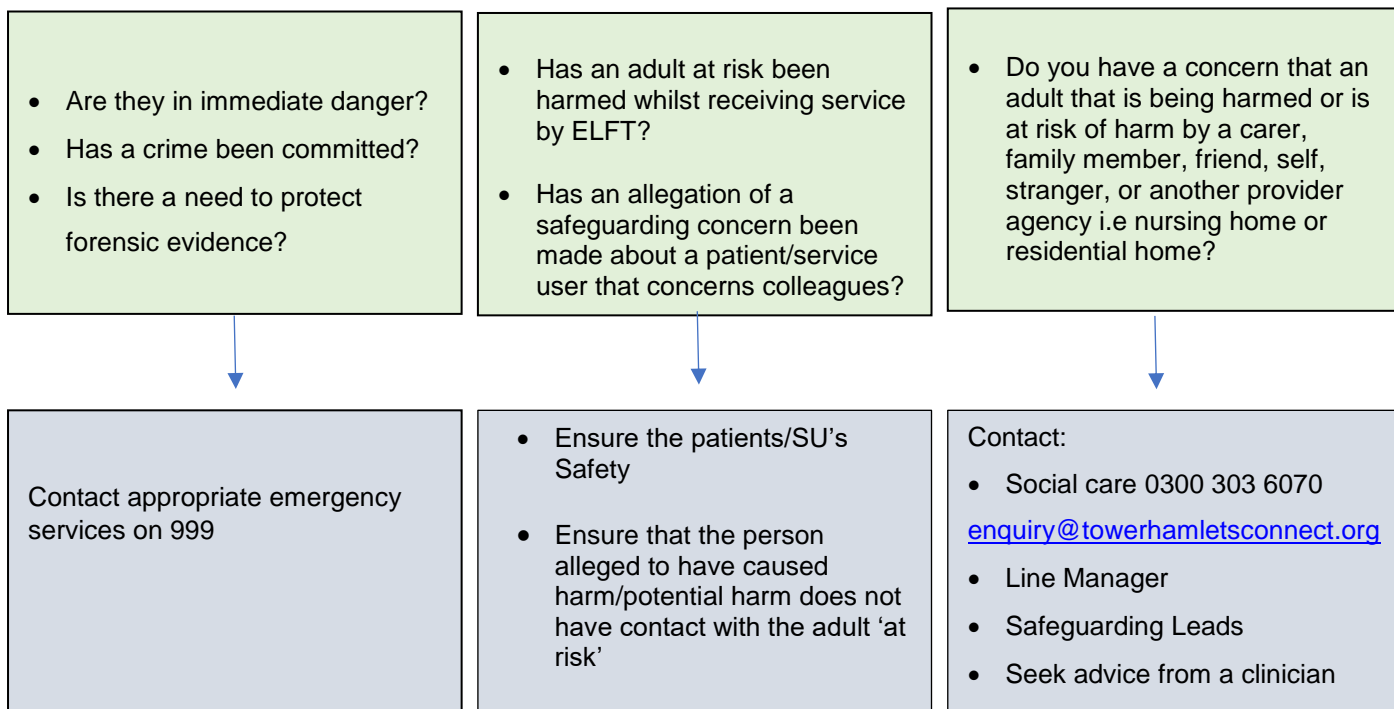 • Are they in immediate danger?
• Has a crime been committed?
• Is there a need to protect
forensic evidence?
• Has an adult at risk been
harmed whilst receiving service
by ELFT?
• Has an allegation of a
safeguarding concern been
made about a patient/service
user that concerns colleagues?
• Do you have a concern that an
adult that is being harmed or is
at risk of harm by a carer,
family member, friend, self,
stranger, or another provider
agency i.e nursing home or
residential home?
Contact appropriate emergency
services on 999
• Ensure the patients/SU’s
Safety
• Ensure that the person
alleged to have caused
harm/potential harm does not
have contact with the adult ‘at
risk’
Contact:
• Social care 0300 303 6070
enquiry@towerhamletsconnect.org
• Line Manager
• Safeguarding Leads
• Seek advice from a clinician